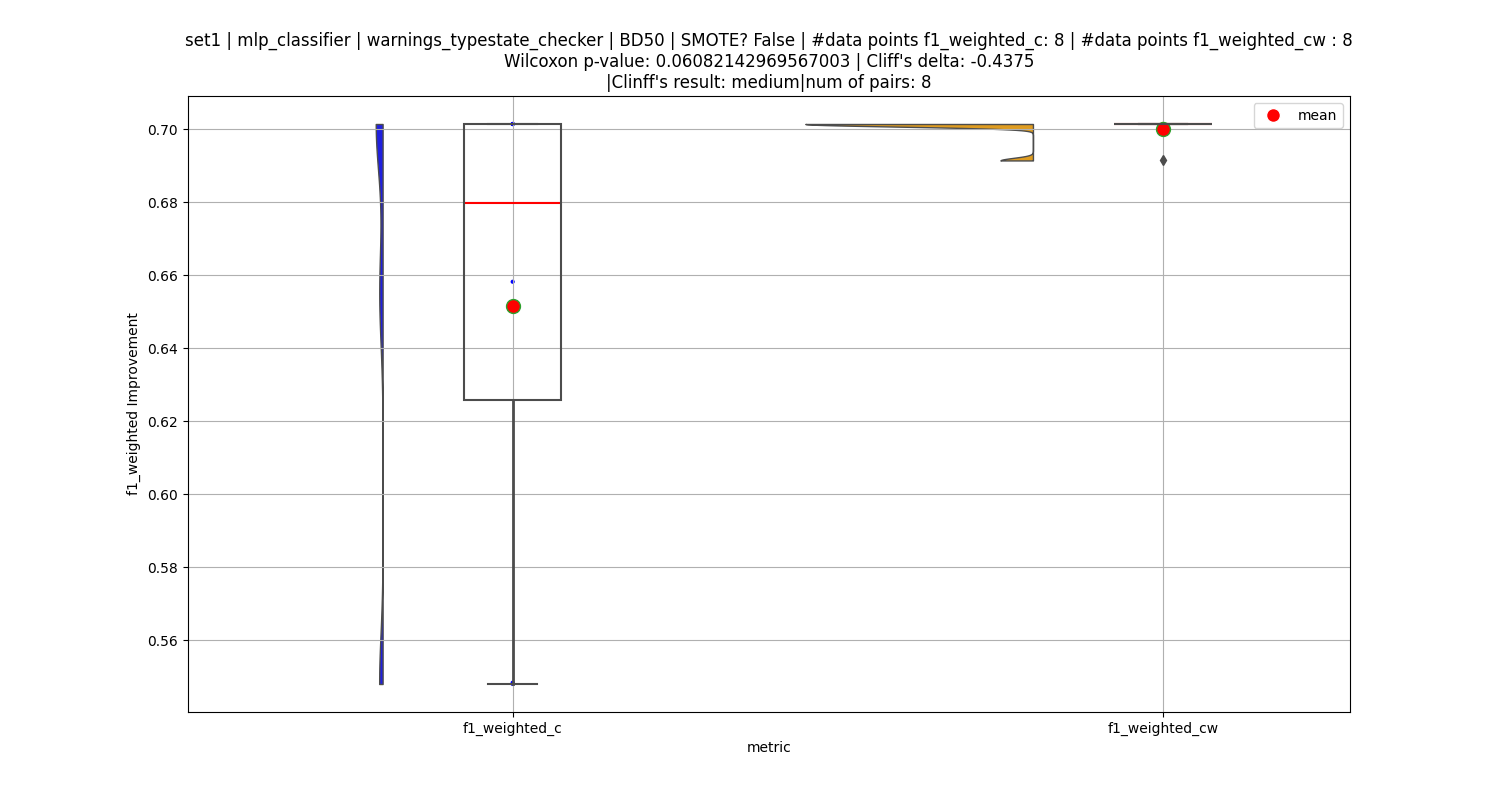 set1 | mlp_classifier | warnings_typestate_checker | BD50 | SMOTE? False | #data points f1_weighted_c: 8 | #data points f1_weighted_cw : 8
Wilcoxon p-value: 0.06082142969567003 | Cliff's delta: -0.4375
|Clinff's result: medium|num of pairs: 8
mean
0.70
0.68
0.66
0.64
0.62
0.60
0.58
0.56
f1_weighted Improvement
f1_weighted_c
f1_weighted_cw
metric